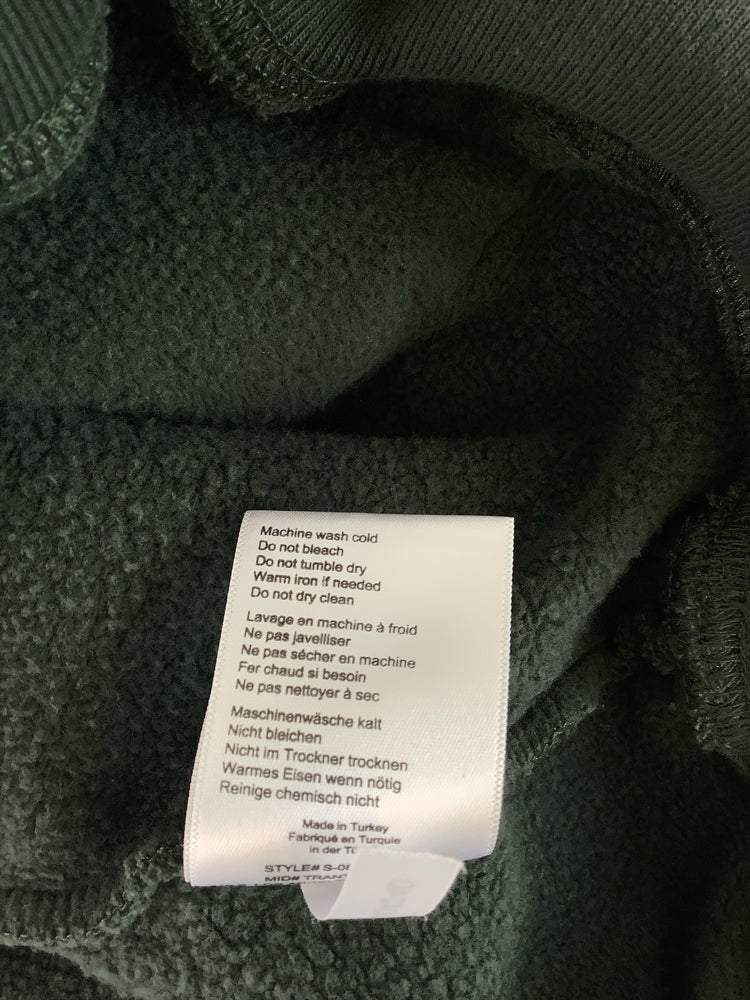 Machine wash cold
Do not bleach
Do not tumble dry
Warm iron if needed
Do not dry clean
Lavage en machine à froid
Ne pas javelliser
Ne pas sécher en machine
Fer chaud si besoin
Ne pas nettoyer à sec
Maschinenwäsche kalt
Nicht bleichen
Nicht im Trockner trocknen
Warmes Eisen wenn nötig
Reinige chemisch nicht
Made in Turkey
Fabriqué en Turquie
in der
STYLE#
MID#